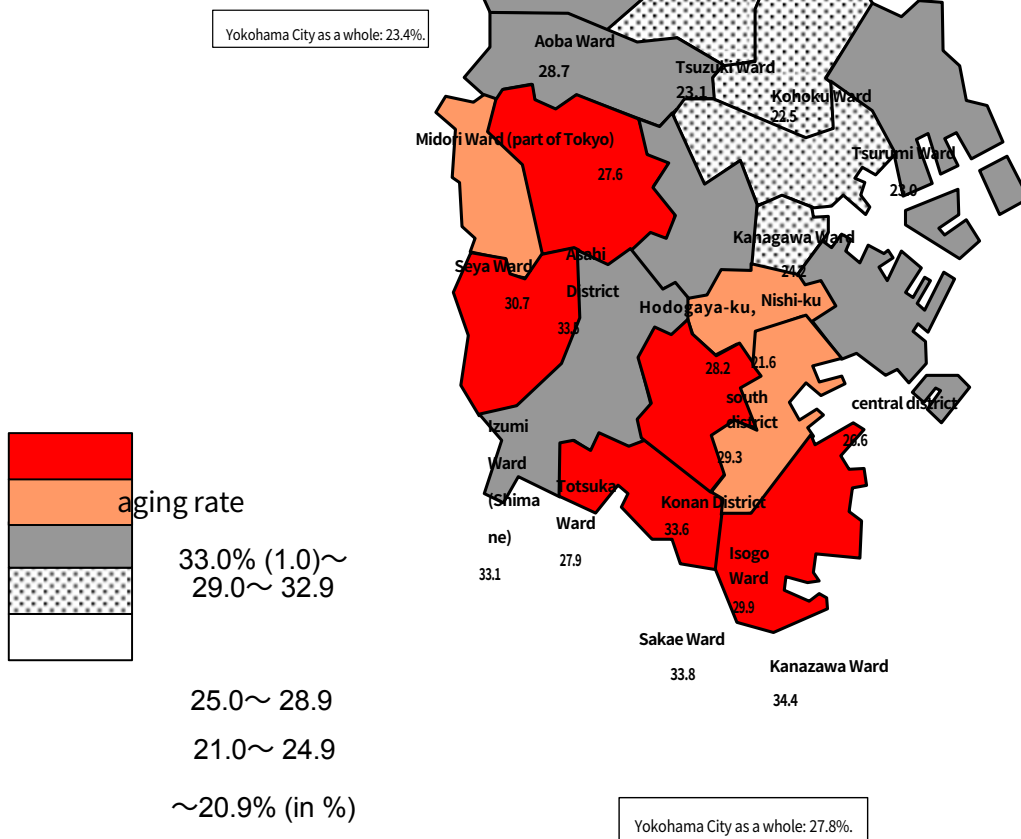 Yokohama City as a whole: 23.4%.
Aoba Ward
28.7
Tsuzuki Ward
23.1
Kohoku Ward
22.5
Midori Ward (part of Tokyo)
27.6
Tsurumi Ward
23.0
Kanagawa Ward
24.2
Seya Ward
30.7
Asahi
District
33.5
Hodogaya-ku,
28.2
Nishi-ku
21.6
south
district
29.3
central district
26.6
Izumi
Ward
(Shima
ne)
33.1
Totsuka
Ward
27.9
Konan District
33.6
Isogo
Ward
29.9
Sakae Ward
33.8
Kanazawa Ward
34.4
aging rate
33.0% (1.0)～
29.0～ 32.9
25.0～ 28.9
21.0～ 24.9
～20.9% (in %)
Yokohama City as a whole: 27.8%.